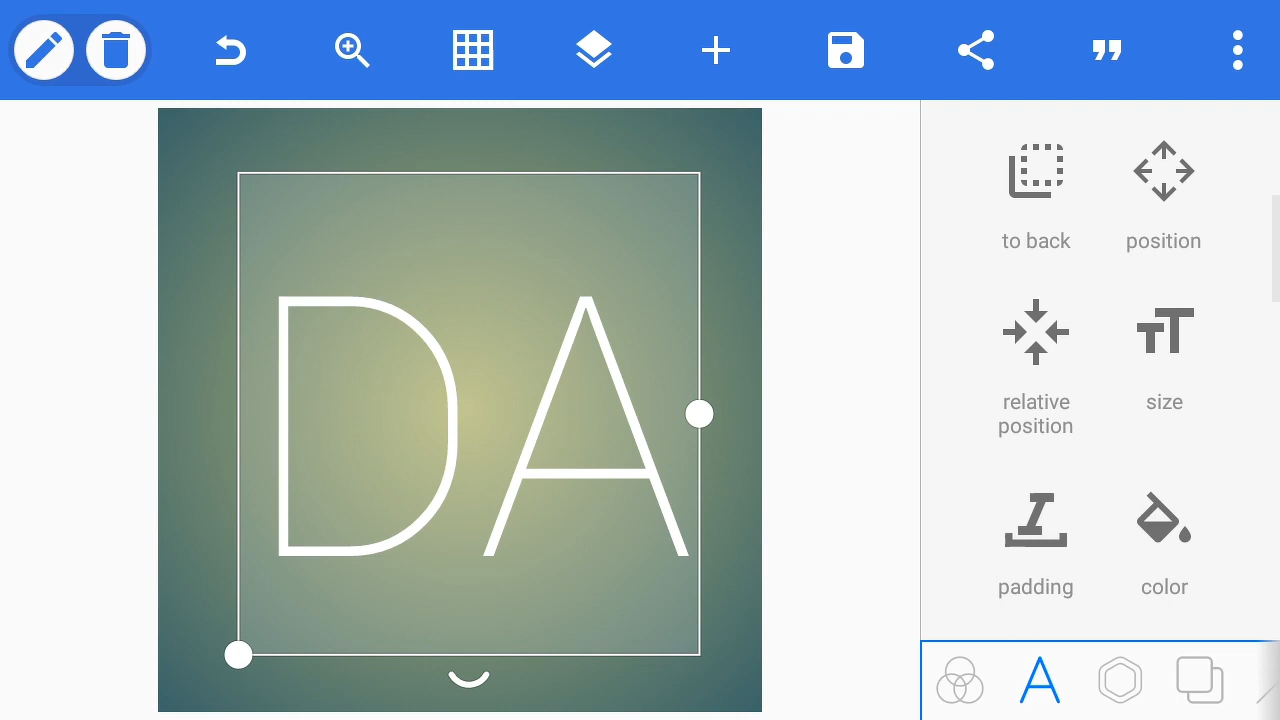 DA
to back
position
relative
position
size
padding
color